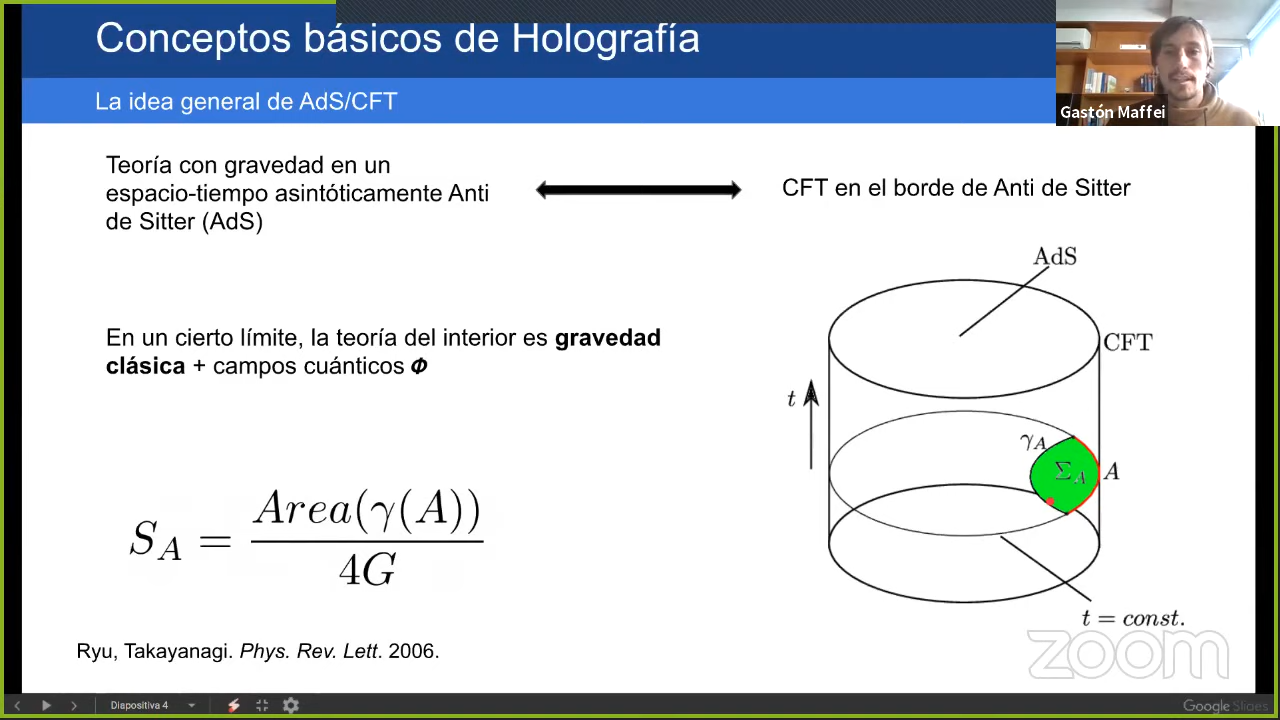 Conceptos básicos de Holografía
La idea general de AdS/CFT
Gastón Maffei
Teoría con gravedad en un
espacio-tiempo asintóticamente Anti
de Sitter (AdS)
CFT en el borde de Anti de Sitter
En un cierto límite, la teoría del interior es gravedad
clásica + campos cuánticos Φ
S_A = Area(γ(A)) / 4G
Ryu, Takayanagi. Phys. Rev. Lett. 2006.
AdS
CFT
t
γ_A
Σ_A
A
t = const.
zoom
Diapositiva 4
Google Slides